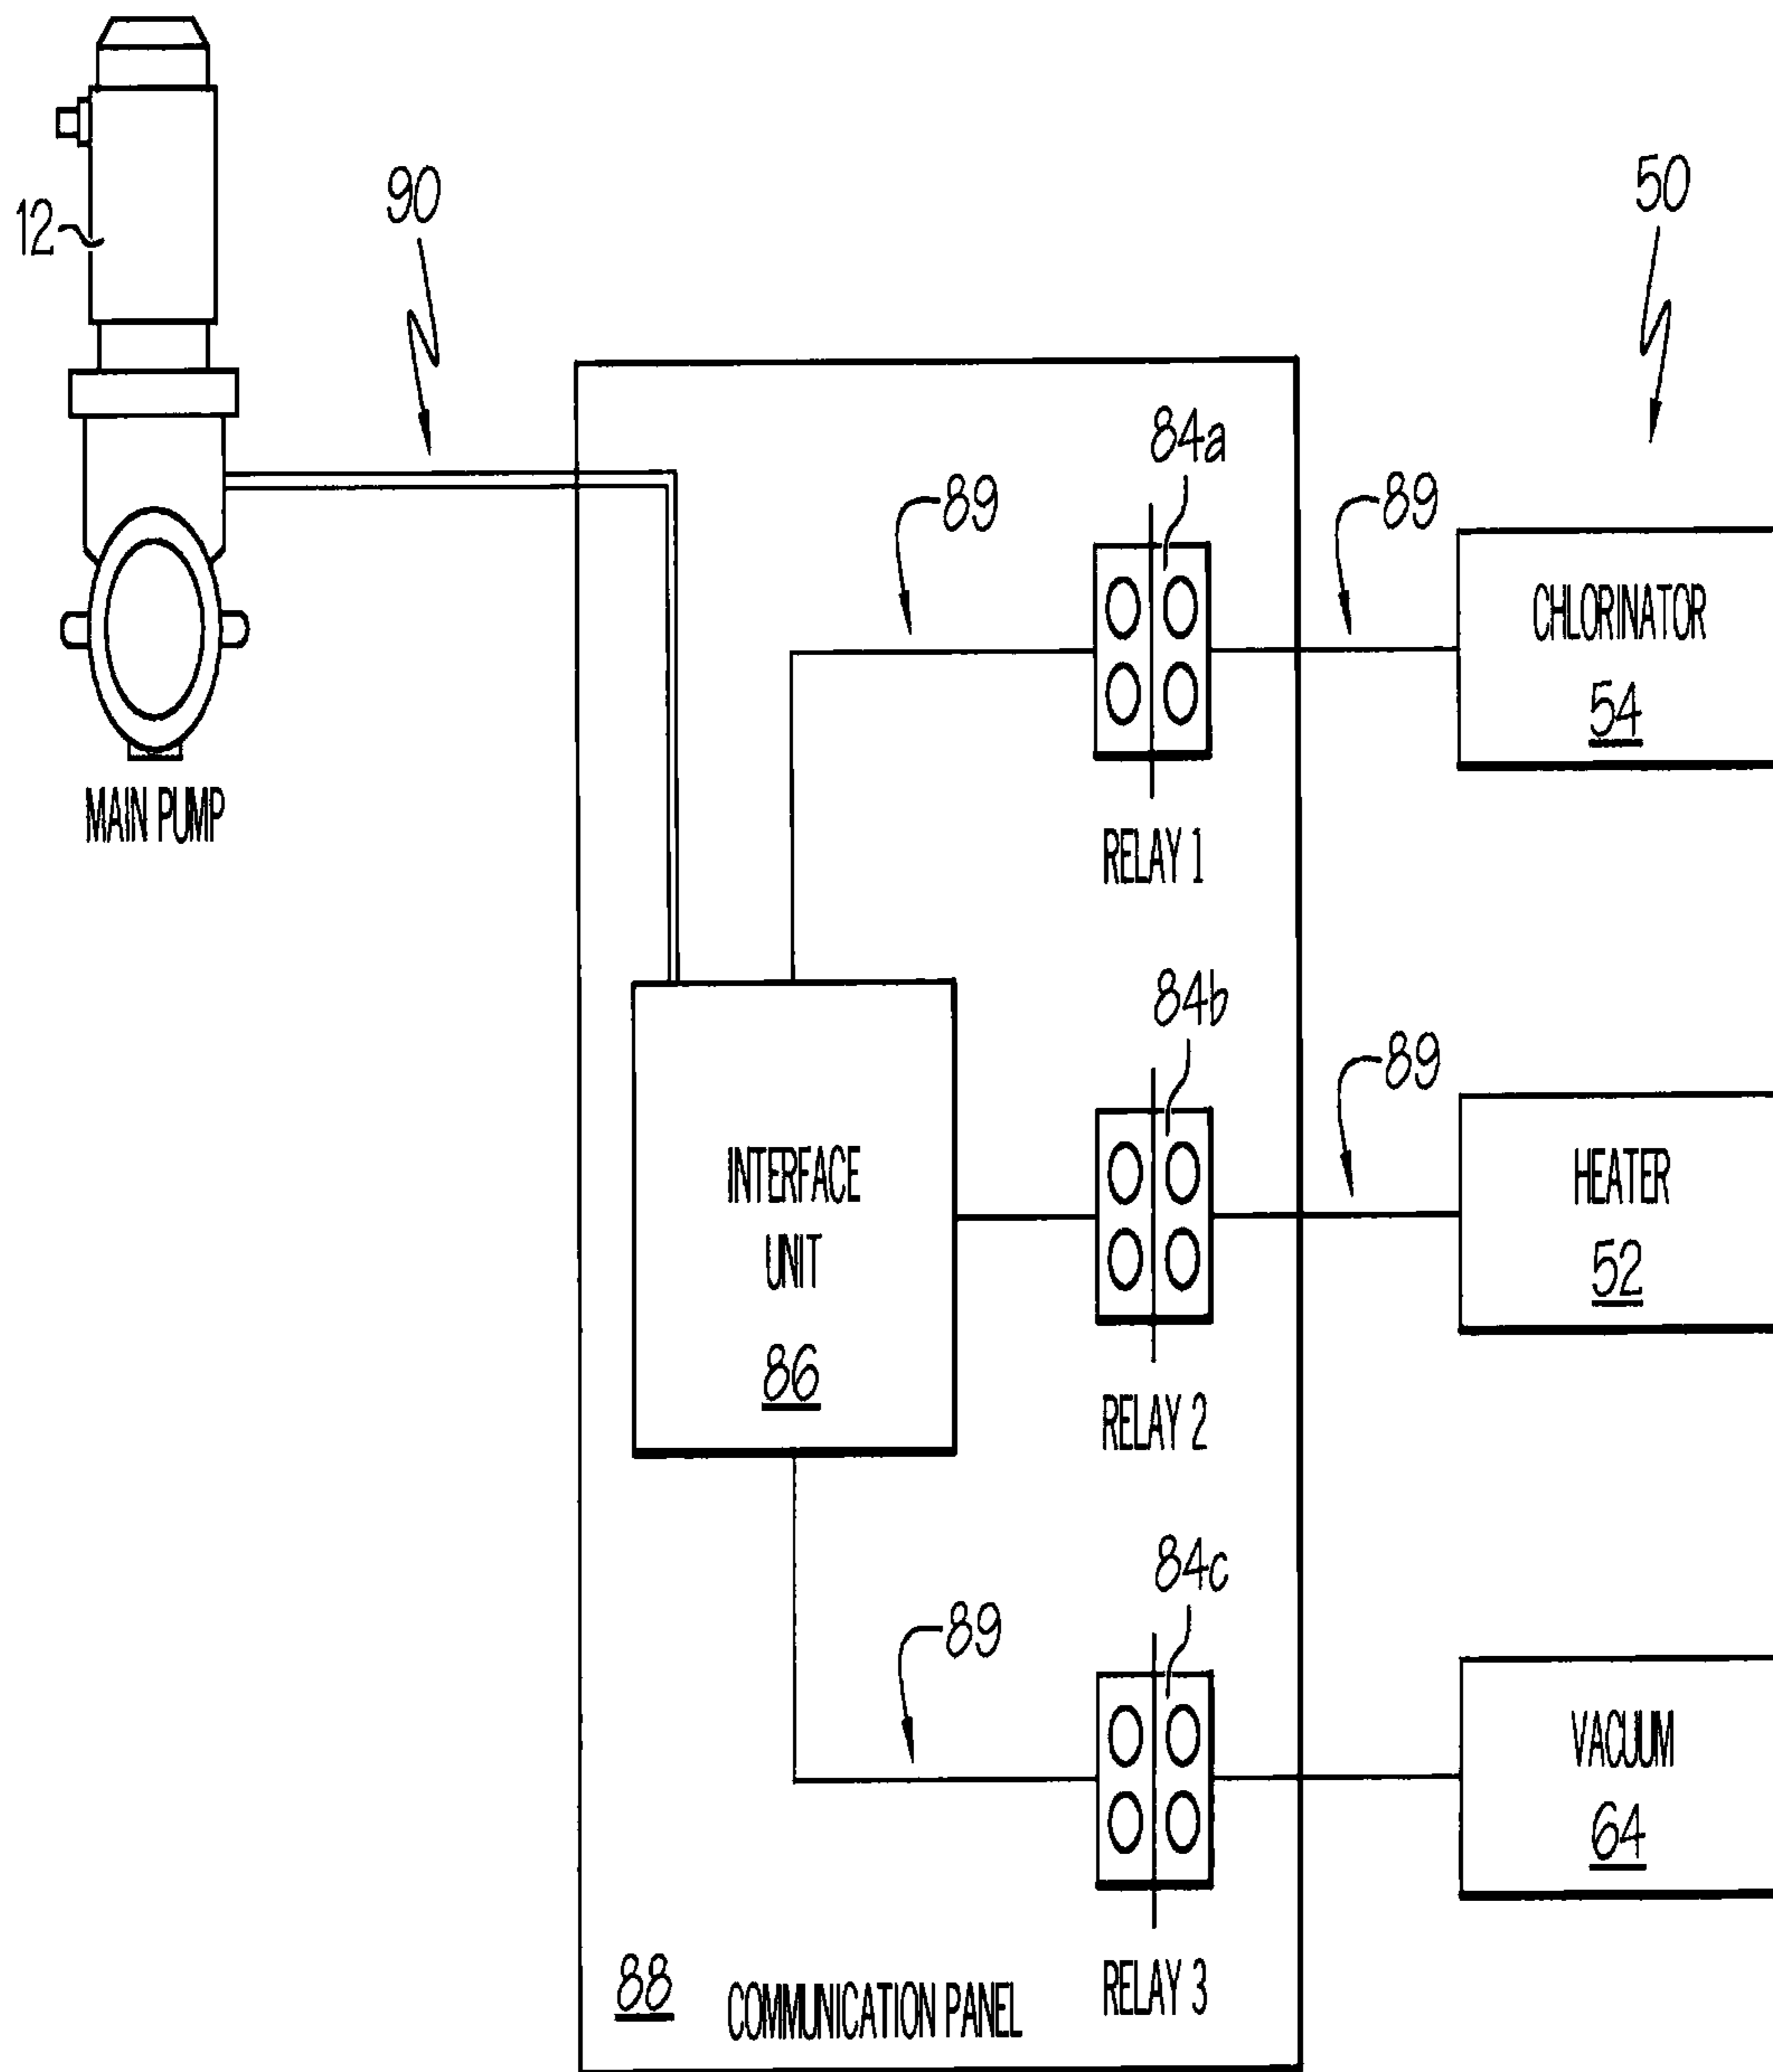 12
90
50
MAIN PUMP
84a
89
89
CHLORINATOR
54
RELAY 1
84b
89
INTERFACE
UNIT
86
HEATER
52
RELAY 2
84c
89
VACUUM
64
RELAY 3
88
COMMUNICATION PANEL